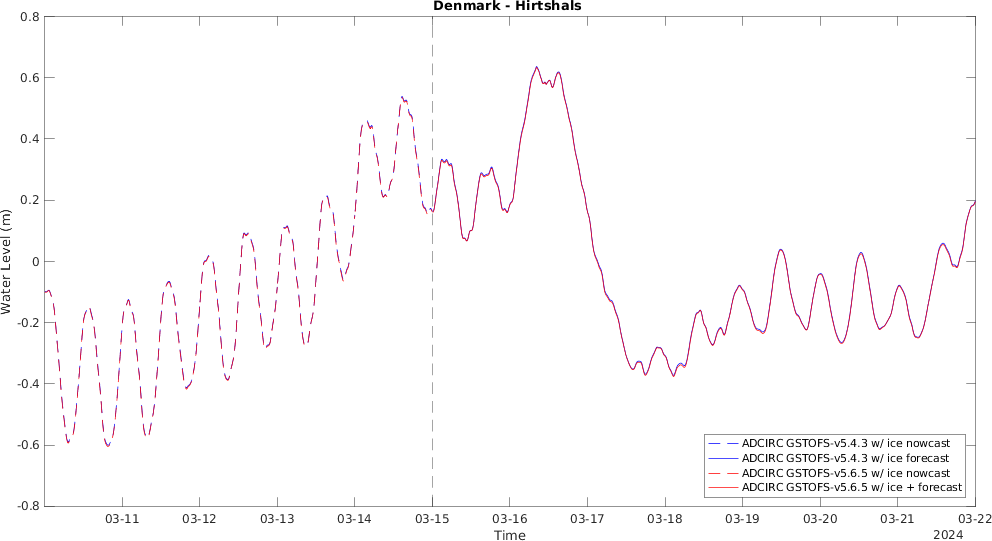 Denmark - Hirtshals
Water Level (m)
0.8
0.6
0.4
0.2
0
-0.2
-0.4
-0.6
-0.8
ADCIRC GSTOFS-v5.4.3 w/ ice nowcast
ADCIRC GSTOFS-v5.4.3 w/ ice forecast
ADCIRC GSTOFS-v5.6.5 w/ ice nowcast
ADCIRC GSTOFS-v5.6.5 w/ ice + forecast
03-11 03-12 03-13 03-14 03-15 03-16 03-17 03-18 03-19 03-20 03-21 03-22
Time
2024